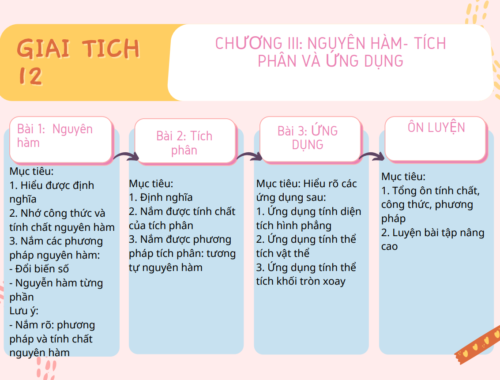 GIAI TICH
12
CHƯƠNG III: NGUYÊN HÀM- TÍCH
PHÂN VÀ ỨNG DỤNG
Bài 1:  Nguyên
hàm
Mục tiêu:
1. Hiểu được định
nghĩa
2. Nhớ công thức và
tính chất nguyên hàm
3. Nắm các phương
pháp nguyên hàm:
- Đổi biến số
- Nguyễn hàm từng
phần
Lưu ý:
- Nắm rõ: phương
pháp và tính chất
nguyên hàm
Bài 2: Tích
phân
Mục tiêu:
1. Định nghĩa
2. Nắm được tính chất
của tích phân
3. Nắm được phương
pháp tích phân: tương
tự nguyên hàm
Bài 3: ỨNG
DỤNG
Mục tiêu: Hiểu rõ các
ứng dụng sau:
1. Ứng dụng tính diện
tích hình phẳng
2. Ứng dụng tính thể
tích vật thể
3. Ứng dụng tính thể
tích khối tròn xoay
ÔN LUYỆN
Mục tiêu:
1. Tổng ôn tính chất,
công thức, phương
pháp
2. Luyện bài tập nâng
cao